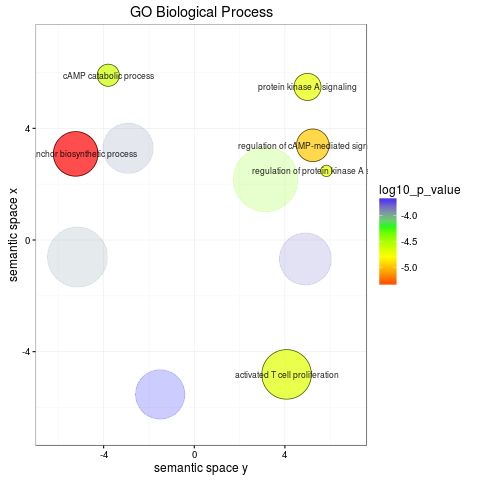 GO Biological Process
cAMP catabolic process
protein kinase A signaling
regulation of cAMP-mediated sign
nchor biosynthetic process
regulation of protein kinase A s
activated T cell proliferation
4
0
-4
-4
0
4
semantic space x
semantic space y
log10_p_value
-4.0
-4.5
-5.0